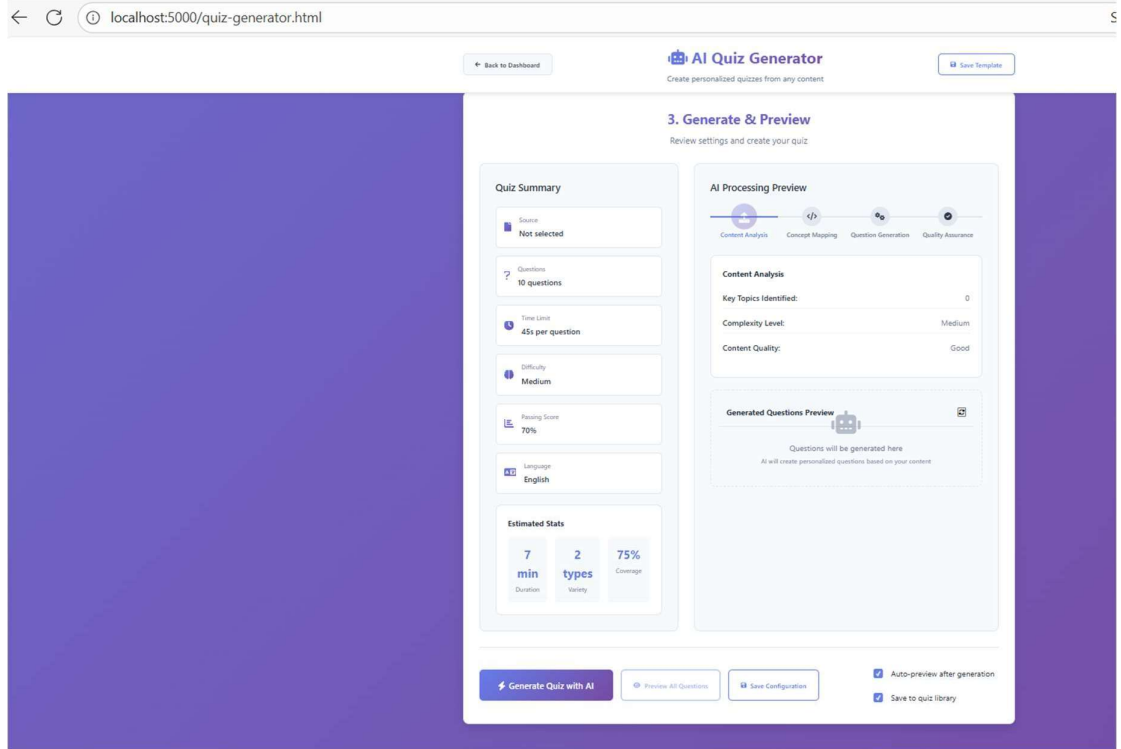 localhost:5000/quiz-generator.html
S
← Back to Dashboard
AI Quiz Generator
Create personalized quizzes from any content
Save Template
3. Generate & Preview
Review settings and create your quiz
Quiz Summary
Source
Not selected
Questions
? 10 questions
Time Limit
45s per question
Difficulty
Medium
Passing Score
70%
Language
English
Estimated Stats
7 min
Duration
2 types
Variety
75%
Coverage
AI Processing Preview
</>
Content Analysis
Concept Mapping
Question Generation
Quality Assurance
Content Analysis
Key Topics Identified: 0
Complexity Level: Medium
Content Quality: Good
Generated Questions Preview
Questions will be generated here
AI will create personalized questions based on your content
Generate Quiz with AI
Preview All Questions
Save Configuration
Auto-preview after generation
Save to quiz library